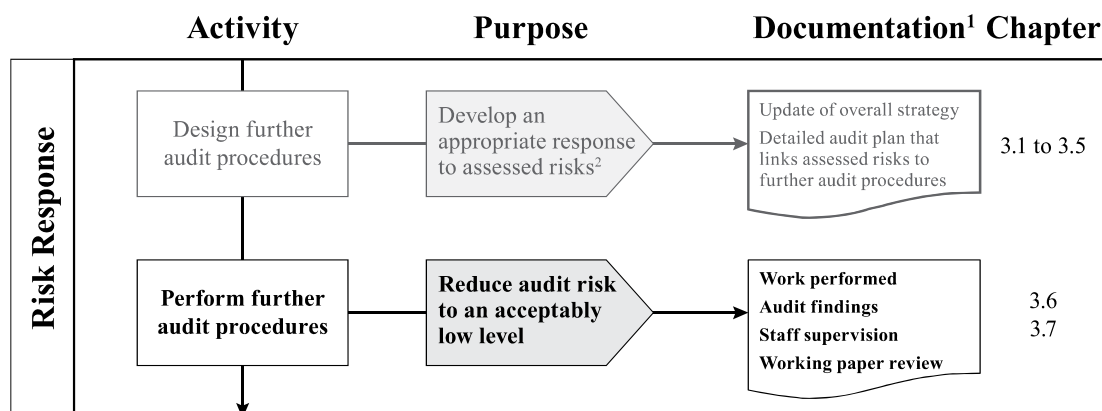 Activity Purpose Documentation¹ Chapter
Risk Response
Design further
audit procedures
Develop an
appropriate response
to assessed risks²
Update of overall strategy
Detailed audit plan that
links assessed risks to
further audit procedures
3.1 to 3.5
Perform further
audit procedures
Reduce audit risk
to an acceptably
low level
Work performed
Audit findings
Staff supervision
Working paper review
3.6
3.7